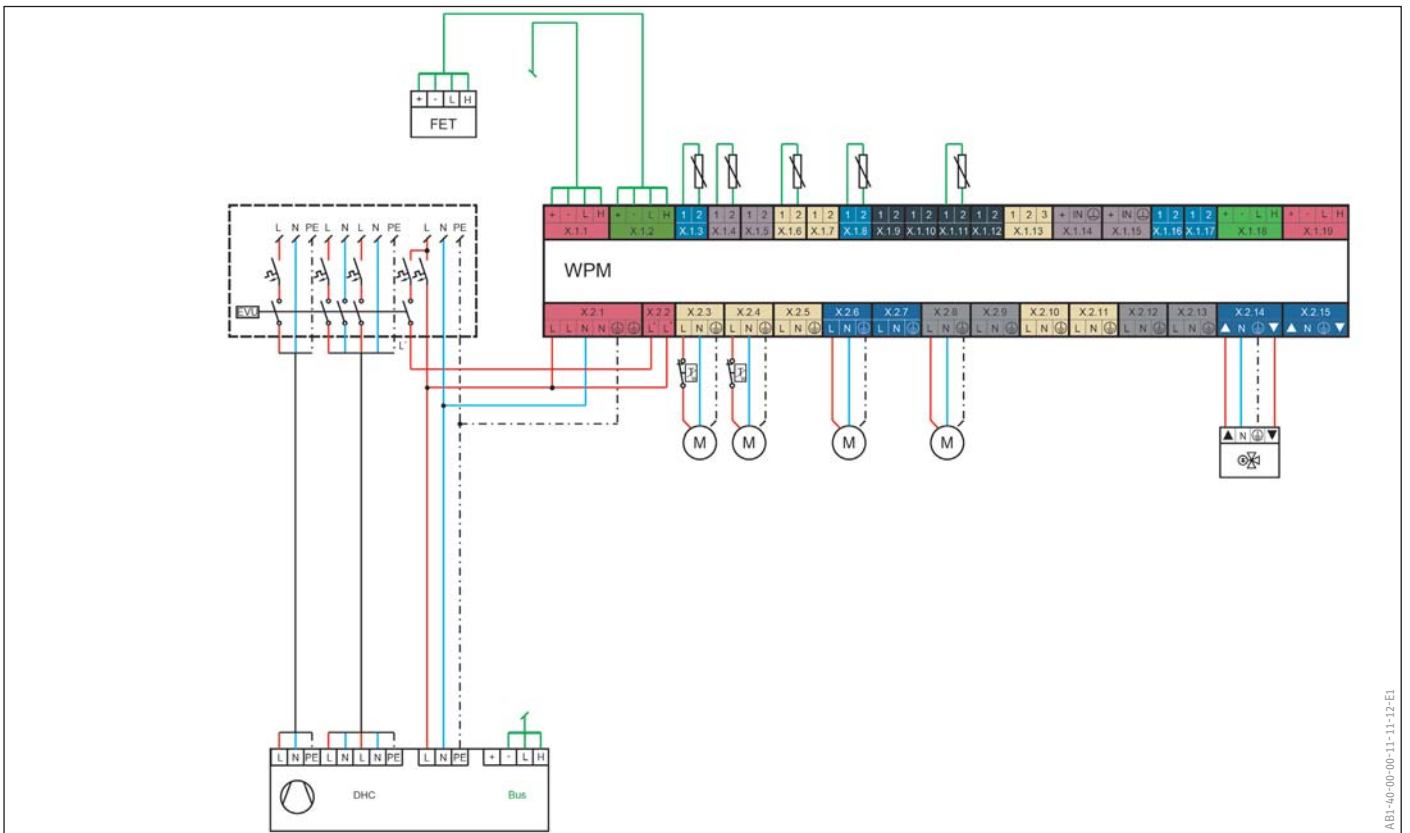 + - L H
FET
L N PE L N L N PE L N PE
EVU
L'
+ - L H + - L H 1 2 1 2 1 2 1 2 1 2 1 2 1 2 1 2 1 2 1 2 1 2 3 + IN + IN 1 2 1 2 + - L H + - L H
X.1.1 X.1.2 X.1.3 X.1.4 X.1.5 X.1.6 X.1.7 X.1.8 X.1.9 X.1.10 X.1.11 X.1.12 X.1.13 X.1.14 X.1.15 X.1.16 X.1.17 X.1.18 X.1.19
WPM
X.2.1 X.2.2 X.2.3 X.2.4 X.2.5 X.2.6 X.2.7 X.2.8 X.2.9 X.2.10 X.2.11 X.2.12 X.2.13 X.2.14 X.2.15
L L N N L' L' L N L N L N L N L N L N L N L N L N L N L N ▲ N ▼ ▲ N ▼
M M M M
▲ N ▼
L N PE L N L N PE L N PE + - L H
DHC Bus
AB1-40-00-00-11-11-12-E1